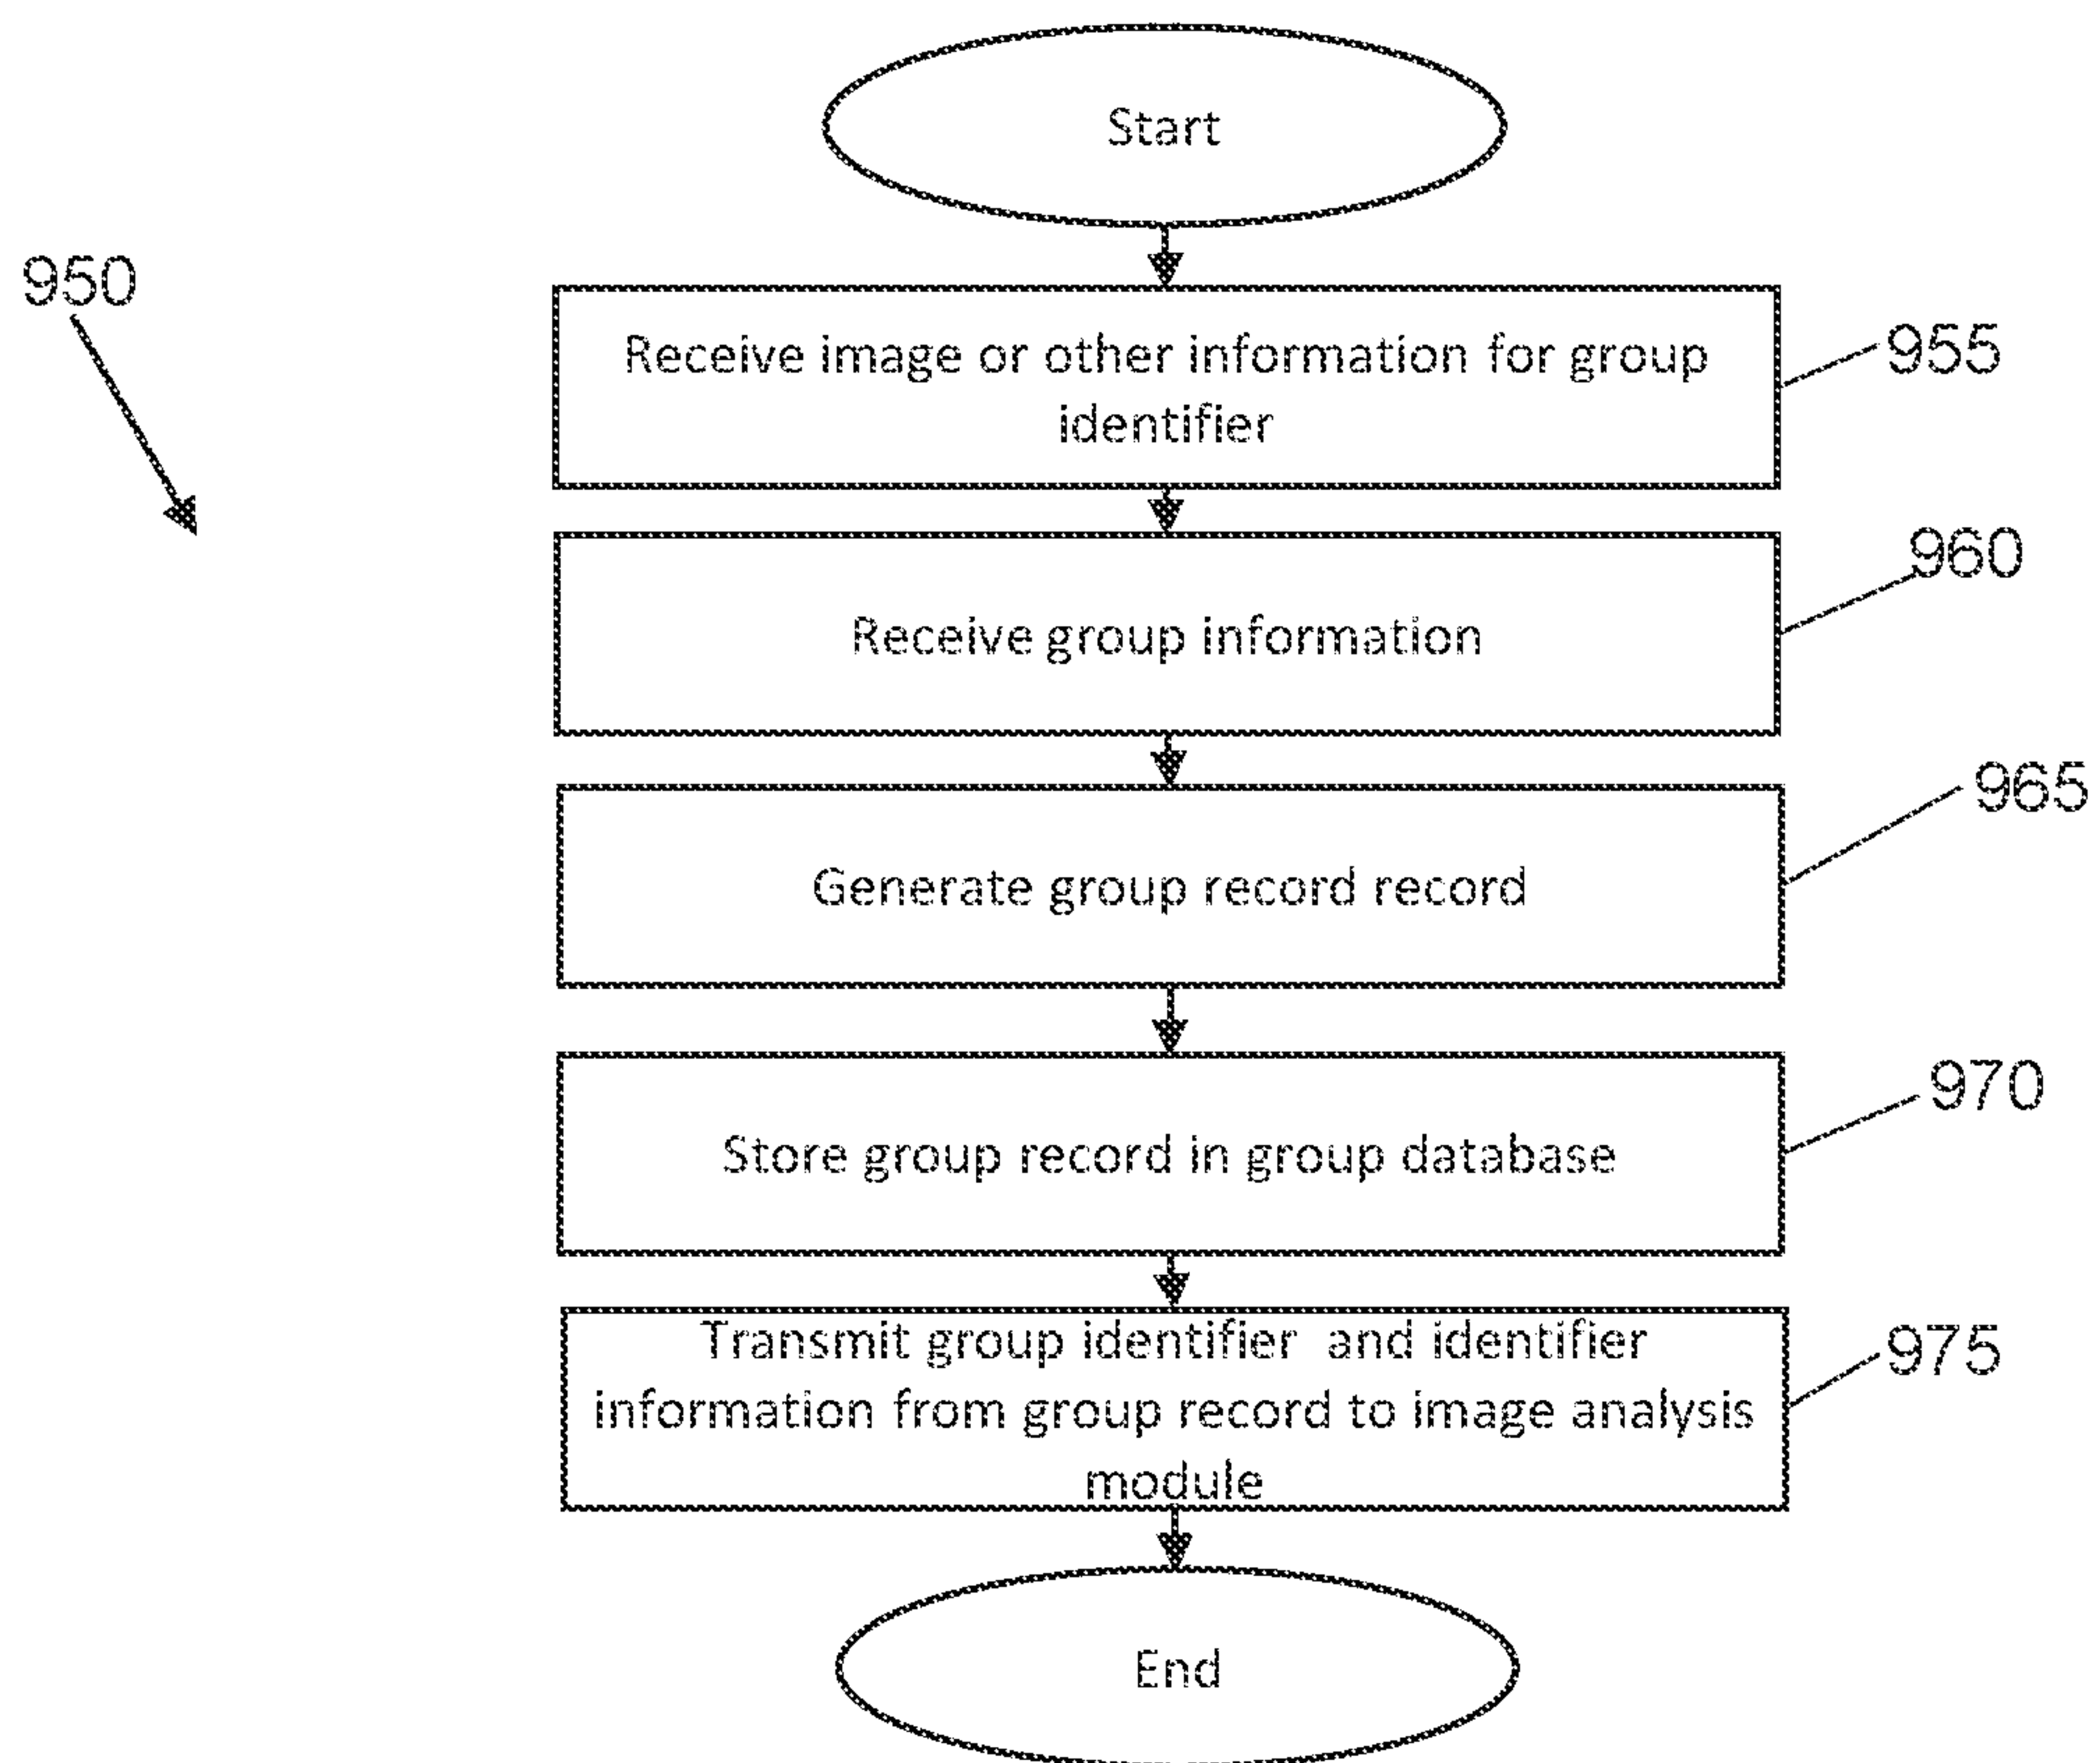 Start
950
Receive image or other information for group
identifier
955
960
Receive group information
965
Generate group record record
970
Store group record in group database
Transmit group identifier  and identifier
information from group record to image analysis
module
975
End